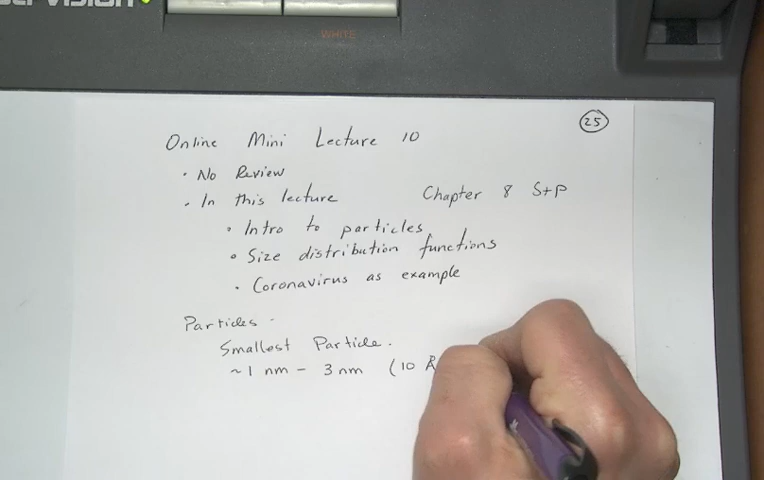 WHITE
25
Online Mini Lecture 10
• No Review
• In this lecture Chapter 8 S+P
• Intro to particles
• Size distribution functions
• Coronavirus as example
Particles -
Smallest Particle.
~1 nm - 3 nm (10 Å